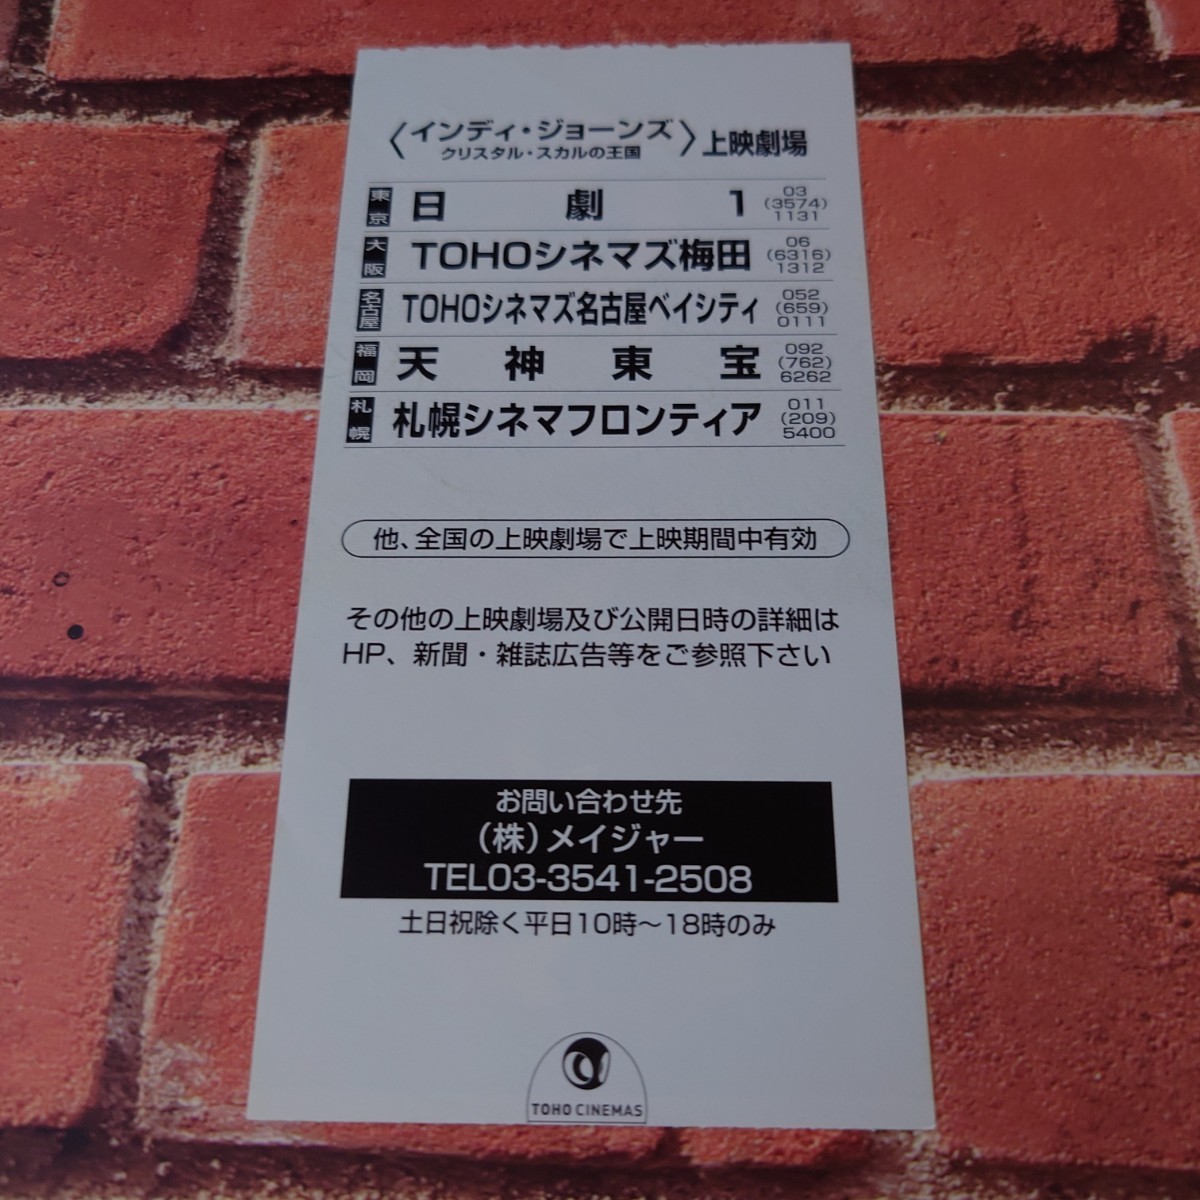 〈インディ・ジョーンズ 〉上映劇場
クリスタル・スカルの王国
東京 日劇1 03(3574)1131
大阪 TOHOシネマズ梅田 06(6316)1312
名古屋 TOHOシネマズ名古屋ベイシティ 052(659)0111
福岡 天神東宝 092(762)6262
札幌 札幌シネマフロンティア 011(209)5400
他、全国の上映劇場で上映期間中有効
その他の上映劇場及び公開日時の詳細は
HP、新聞・雑誌広告等をご参照下さい
お問い合わせ先
(株)メイジャー
TEL03-3541-2508
土日祝除く平日10時〜18時のみ
TOHO CINEMAS